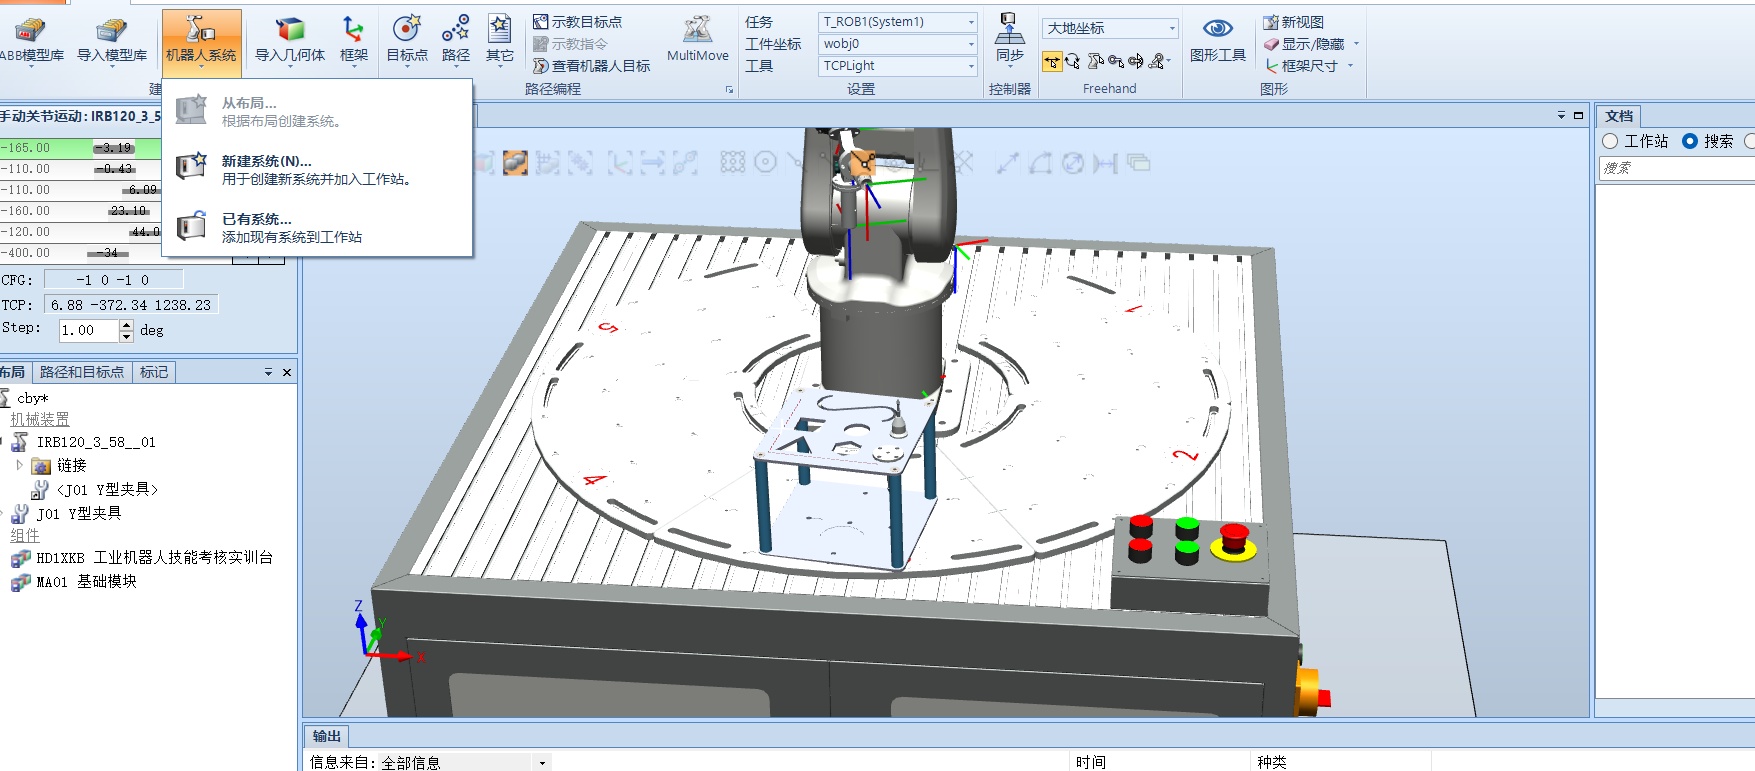 ABB模型库
导入模型库
机器人系统
导入几何体
框架
目标点
路径
其它
示教目标点
示教指令
查看机器人目标
MultiMove
任务
T_ROB1(System1)
工件坐标
wobj0
工具
TCPLight
同步
大地坐标
图形工具
新视图
显示/隐藏
框架尺寸
建
路径编程
设置
控制器
Freehand
图形
从布局...
根据布局创建系统。
新建系统(N)...
用于创建新系统并加入工作站。
已有系统...
添加现有系统到工作站
手动关节运动: IRB120_3_5
-165.00
-3.19
-110.00
-0.43
-110.00
6.09
-160.00
23.10
-120.00
44.0
-400.00
-34
CFG: -1 0 -1 0
TCP: 6.88 -372.34 1238.23
Step: 1.00 deg
布局
路径和目标点
标记
cby*
机械装置
IRB120_3_58__01
链接
<J01 Y型夹具>
J01 Y型夹具
组件
HD1XKB 工业机器人技能考核实训台
MA01 基础模块
5
1
4
2
Z
Y
X
文档
工作站
搜索
搜索
输出
信息来自: 全部信息
时间
种类